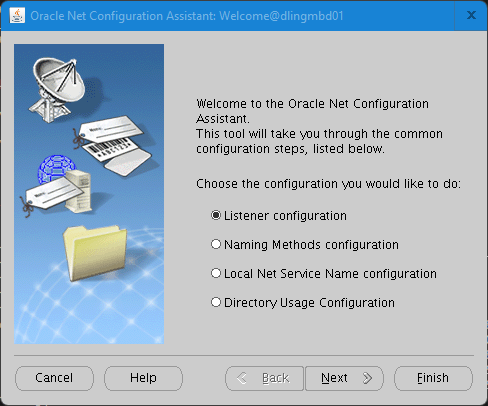 Oracle Net Configuration Assistant: Welcome@dlingmbd01
Welcome to the Oracle Net Configuration
Assistant.
This tool will take you through the common
configuration steps, listed below.
Choose the configuration you would like to do:
Listener configuration
Naming Methods configuration
Local Net Service Name configuration
Directory Usage Configuration
Cancel
Help
Back
Next
Finish